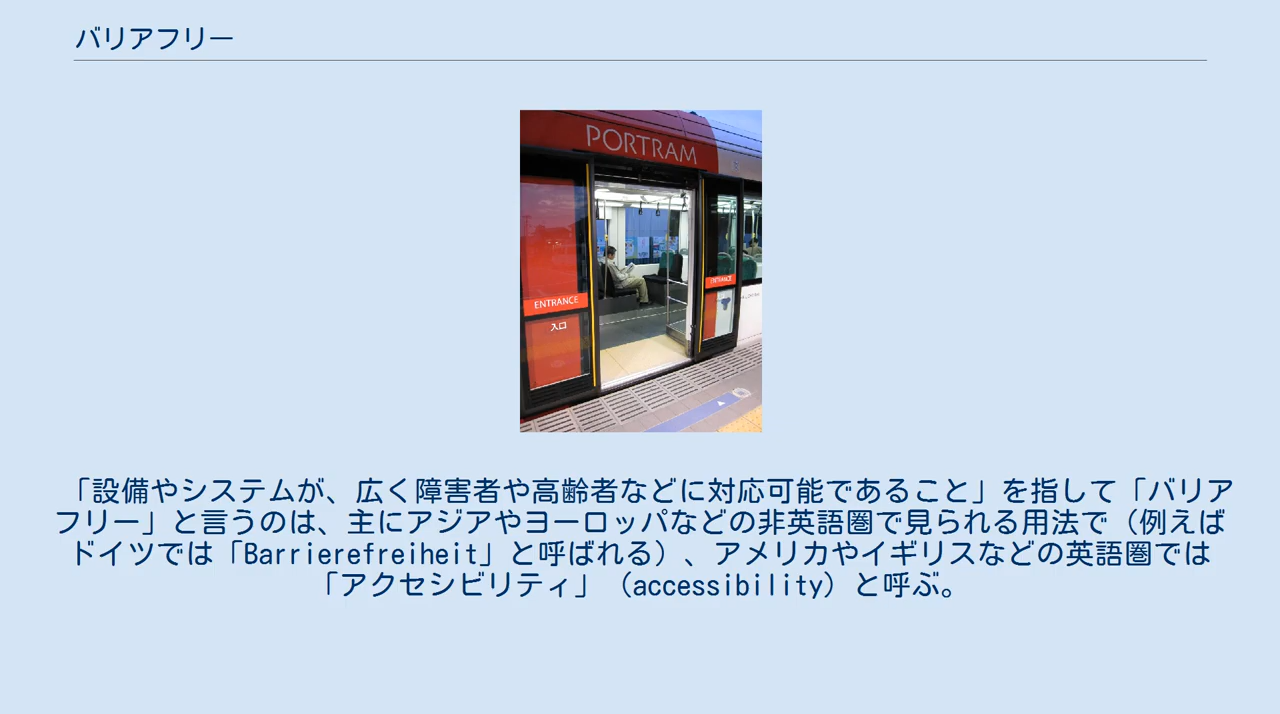 バリアフリー
PORTRAM
ENTRANCE
入口
ENTRANCE
「設備やシステムが、広く障害者や高齢者などに対応可能であること」を指して「バリア
フリー」と言うのは、主にアジアやヨーロッパなどの非英語圏で見られる用法で（例えば
ドイツでは「Barrierefreiheit」と呼ばれる）、アメリカやイギリスなどの英語圏では
「アクセシビリティ」（accessibility）と呼ぶ。